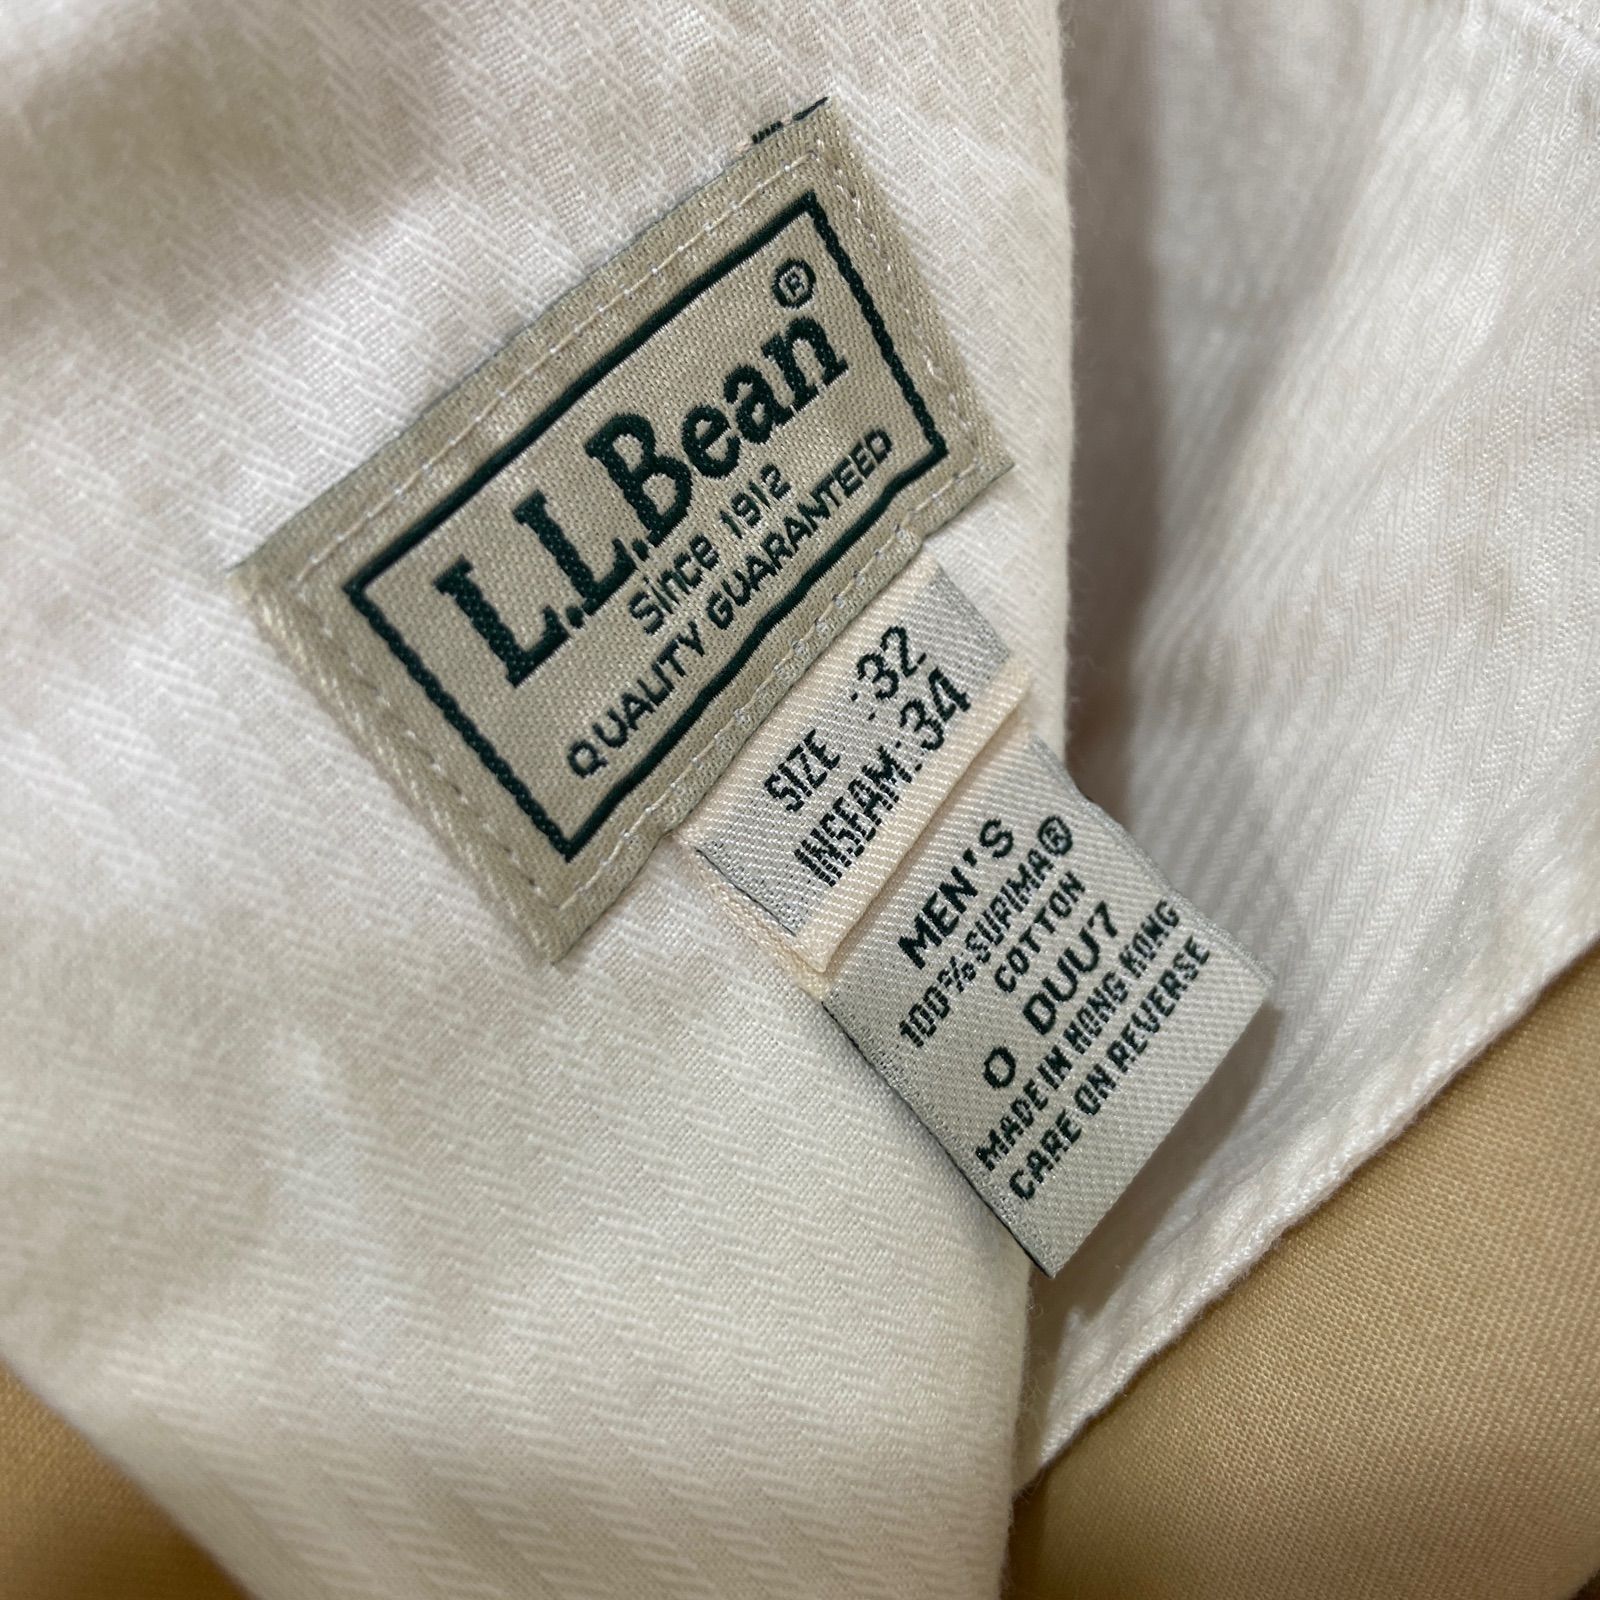 L.L.Bean®
Since 1912
QUALITY GUARANTEED
SIZE :32
INSEAM:34
MEN'S
100% SUPIMA®
COTTON
0 DUU7
MADE IN HONG KONG
CARE ON REVERSE